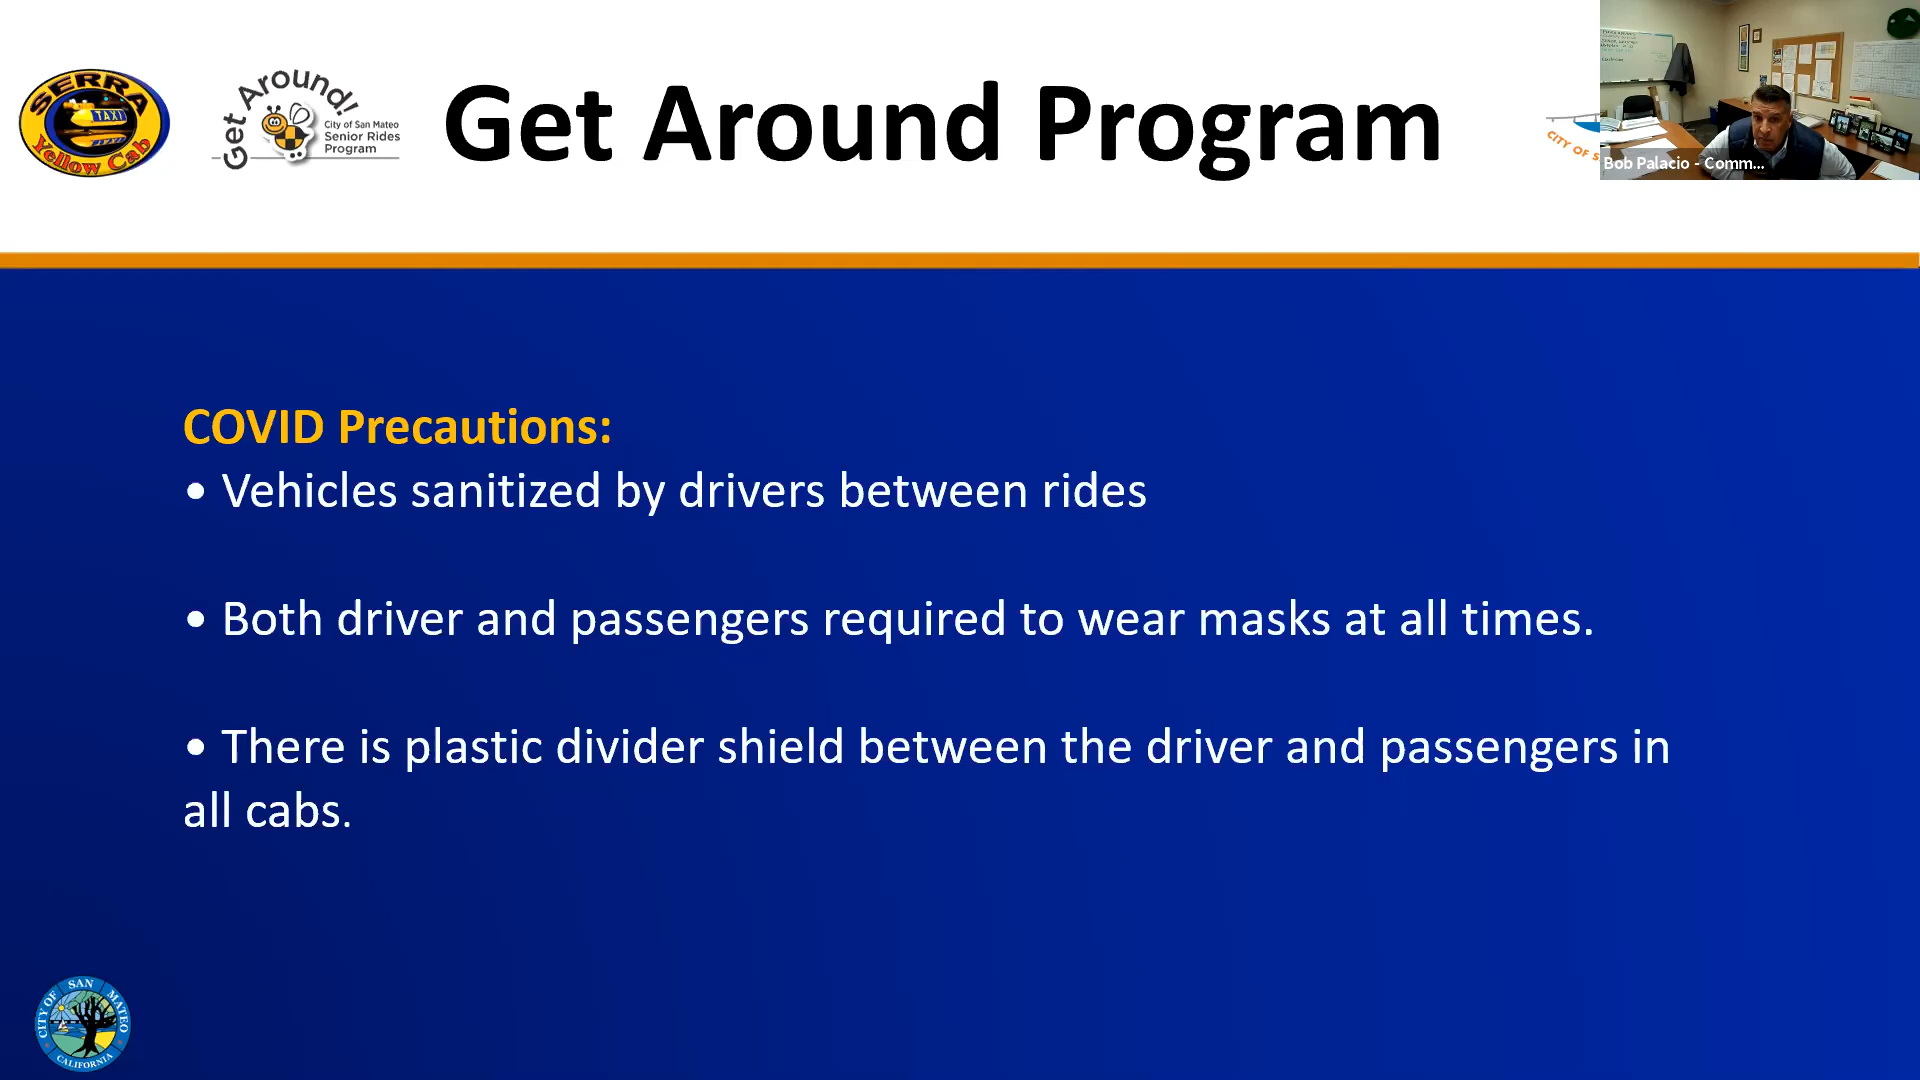 SERRA
TAXI
Yellow Cab
Get Around!
City of San Mateo
Senior Rides
Program
Get Around Program
CITY OF S
Bob Palacio - Comm...
COVID Precautions:
• Vehicles sanitized by drivers between rides
• Both driver and passengers required to wear masks at all times.
• There is plastic divider shield between the driver and passengers in
all cabs.
CITY OF SAN MATEO
CALIFORNIA